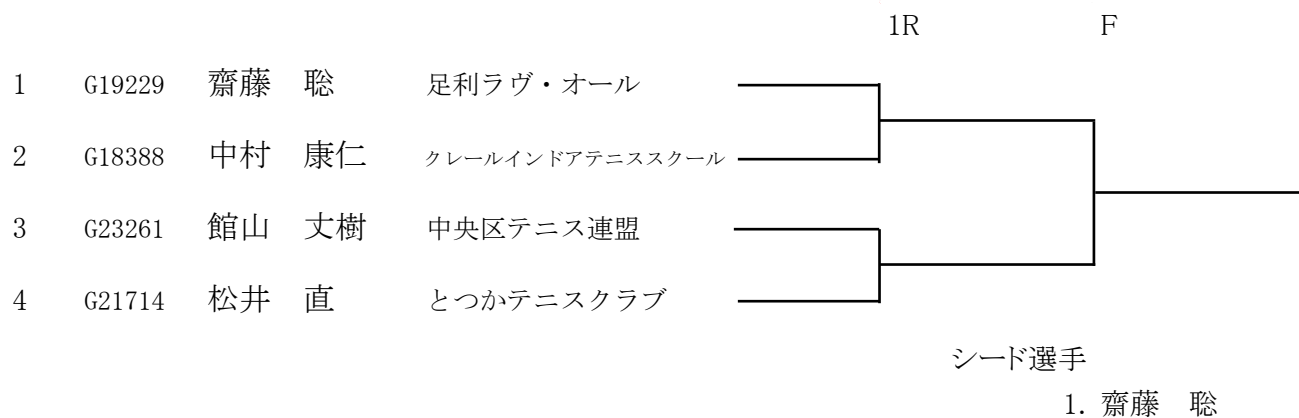 1R F
1 G19229 齋藤 聡 足利ラヴ・オール
2 G18388 中村 康仁 クレールインドアテニススクール
3 G23261 館山 丈樹 中央区テニス連盟
4 G21714 松井 直 とつかテニスクラブ
シード選手
1. 齋藤 聡